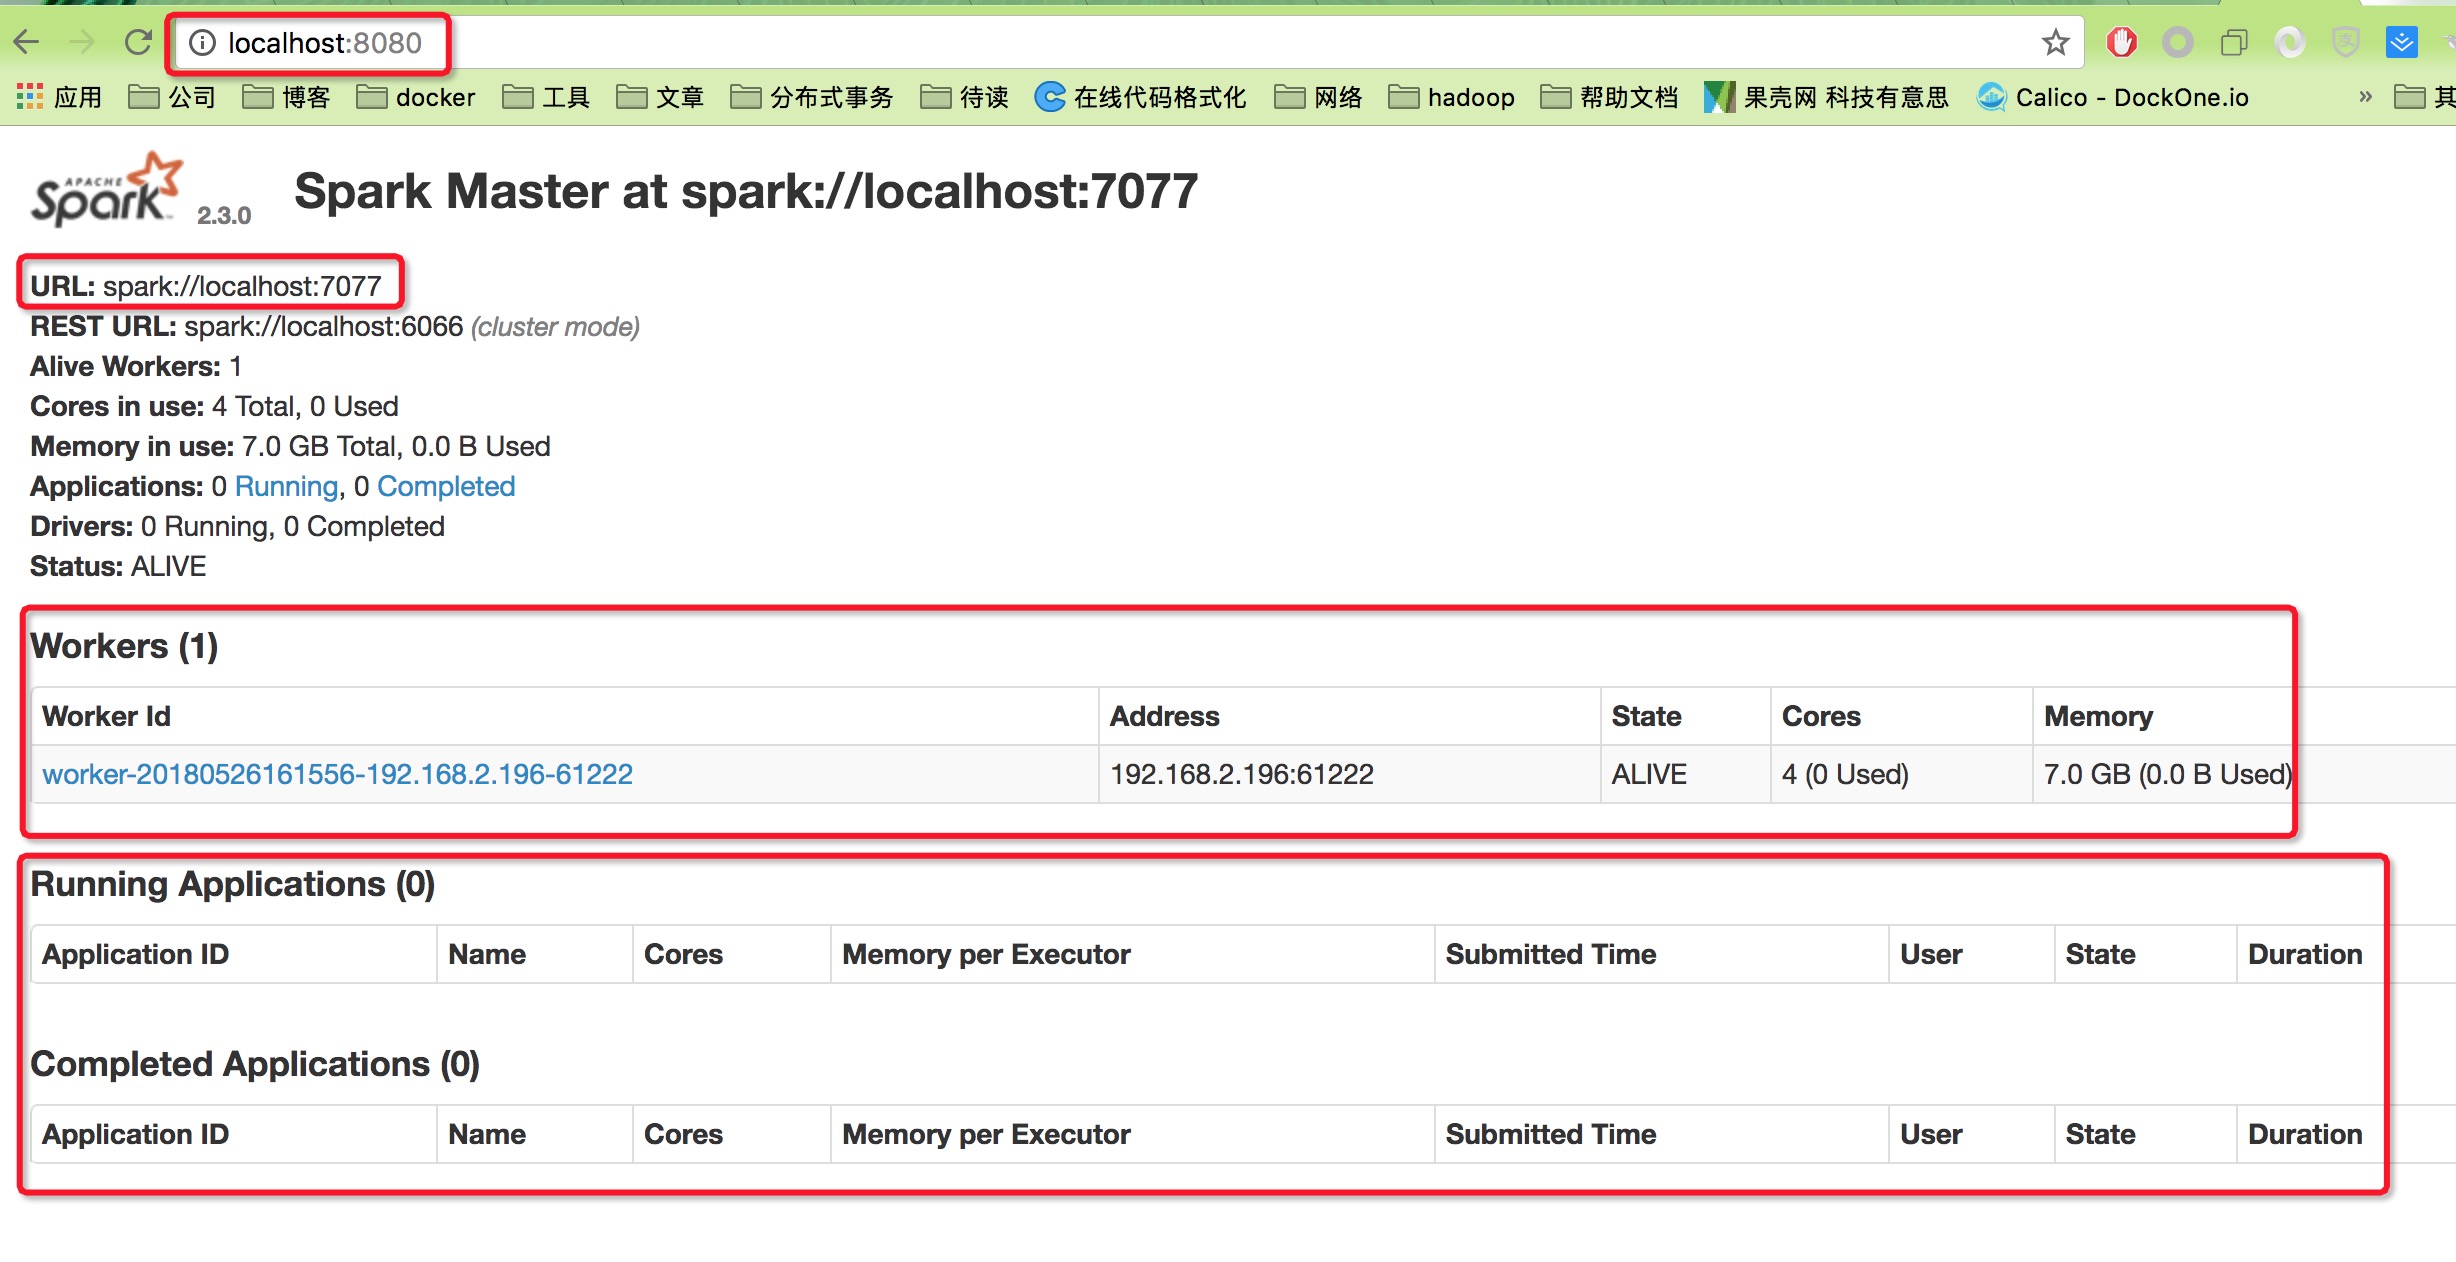 localhost:8080
应用 公司 博客 docker 工具 文章 分布式事务 待读 在线代码格式化 网络 hadoop 帮助文档 果壳网 科技有意思 Calico - DockOne.io »
APACHE Spark™ 2.3.0 Spark Master at spark://localhost:7077
URL: spark://localhost:7077
REST URL: spark://localhost:6066 (cluster mode)
Alive Workers: 1
Cores in use: 4 Total, 0 Used
Memory in use: 7.0 GB Total, 0.0 B Used
Applications: 0 Running, 0 Completed
Drivers: 0 Running, 0 Completed
Status: ALIVE
Workers (1)
Worker Id Address State Cores Memory
worker-20180526161556-192.168.2.196-61222 192.168.2.196:61222 ALIVE 4 (0 Used) 7.0 GB (0.0 B Used)
Running Applications (0)
Application ID Name Cores Memory per Executor Submitted Time User State Duration
Completed Applications (0)
Application ID Name Cores Memory per Executor Submitted Time User State Duration